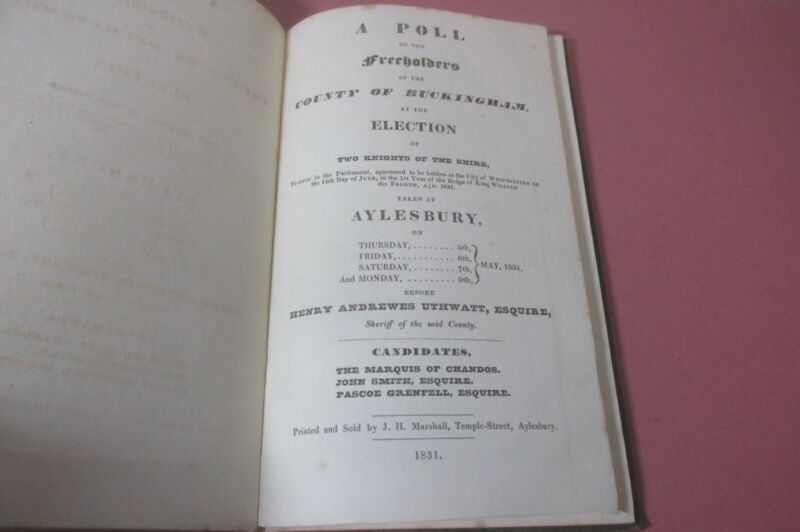 A POLL
OF THE
Freeholders
OF THE
COUNTY OF BUCKINGHAM,
AT THE
ELECTION
OF
TWO KNIGHTS OF THE SHIRE,
To serve in the Parliament, appointed to be holden at the City of WESTMINSTER on
the 14th Day of JUNE, in the 1st Year of the Reign of King WILLIAM
the FOURTH, A.D. 1831.
TAKEN AT
AYLESBURY,
ON
THURSDAY, ........ 5th,
FRIDAY, ........... 6th,
SATURDAY, ........ 7th,
And MONDAY, ......... 9th,
MAY, 1831,
BEFORE
HENRY ANDREWES UTHWATT, ESQUIRE,
Sheriff of the said County.
CANDIDATES,
THE MARQUIS OF CHANDOS.
JOHN SMITH, ESQUIRE.
PASCOE GRENFELL, ESQUIRE.
Printed and Sold by J. H. Marshall, Temple-Street, Aylesbury.
1831.